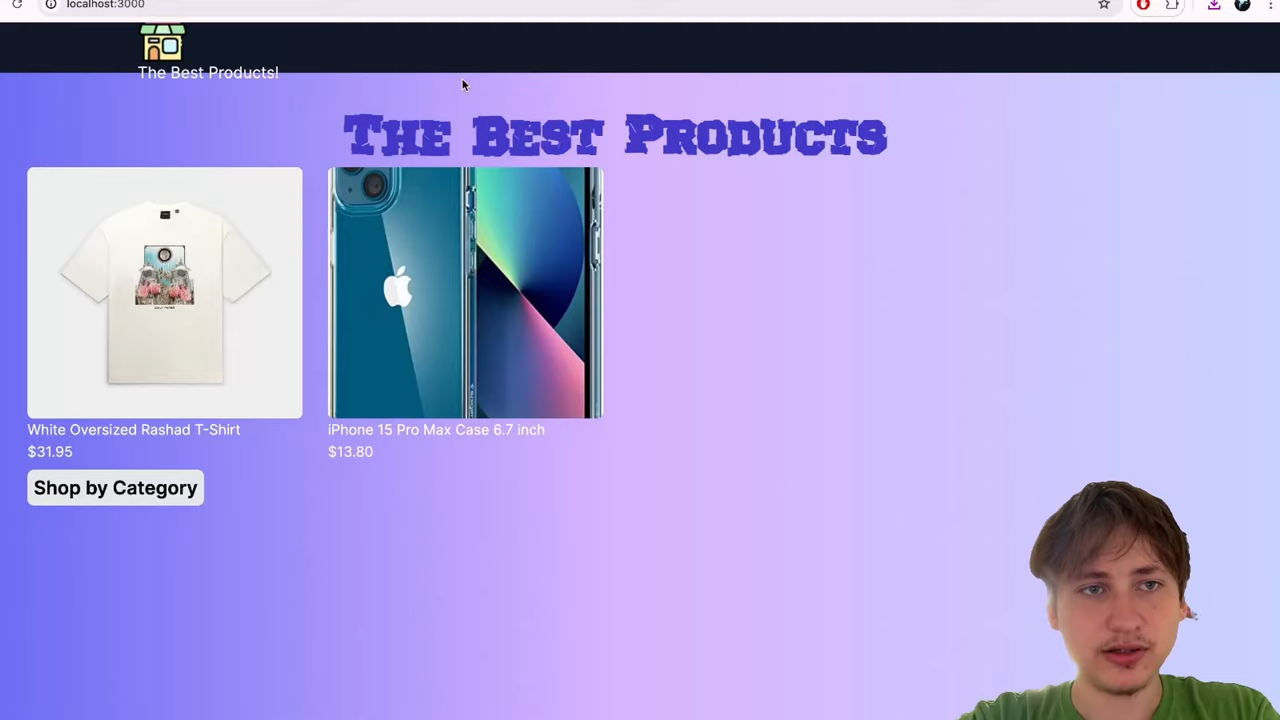 localhost:3000
The Best Products!
The Best Products
White Oversized Rashad T-Shirt
$31.95
iPhone 15 Pro Max Case 6.7 inch
$13.80
Shop by Category